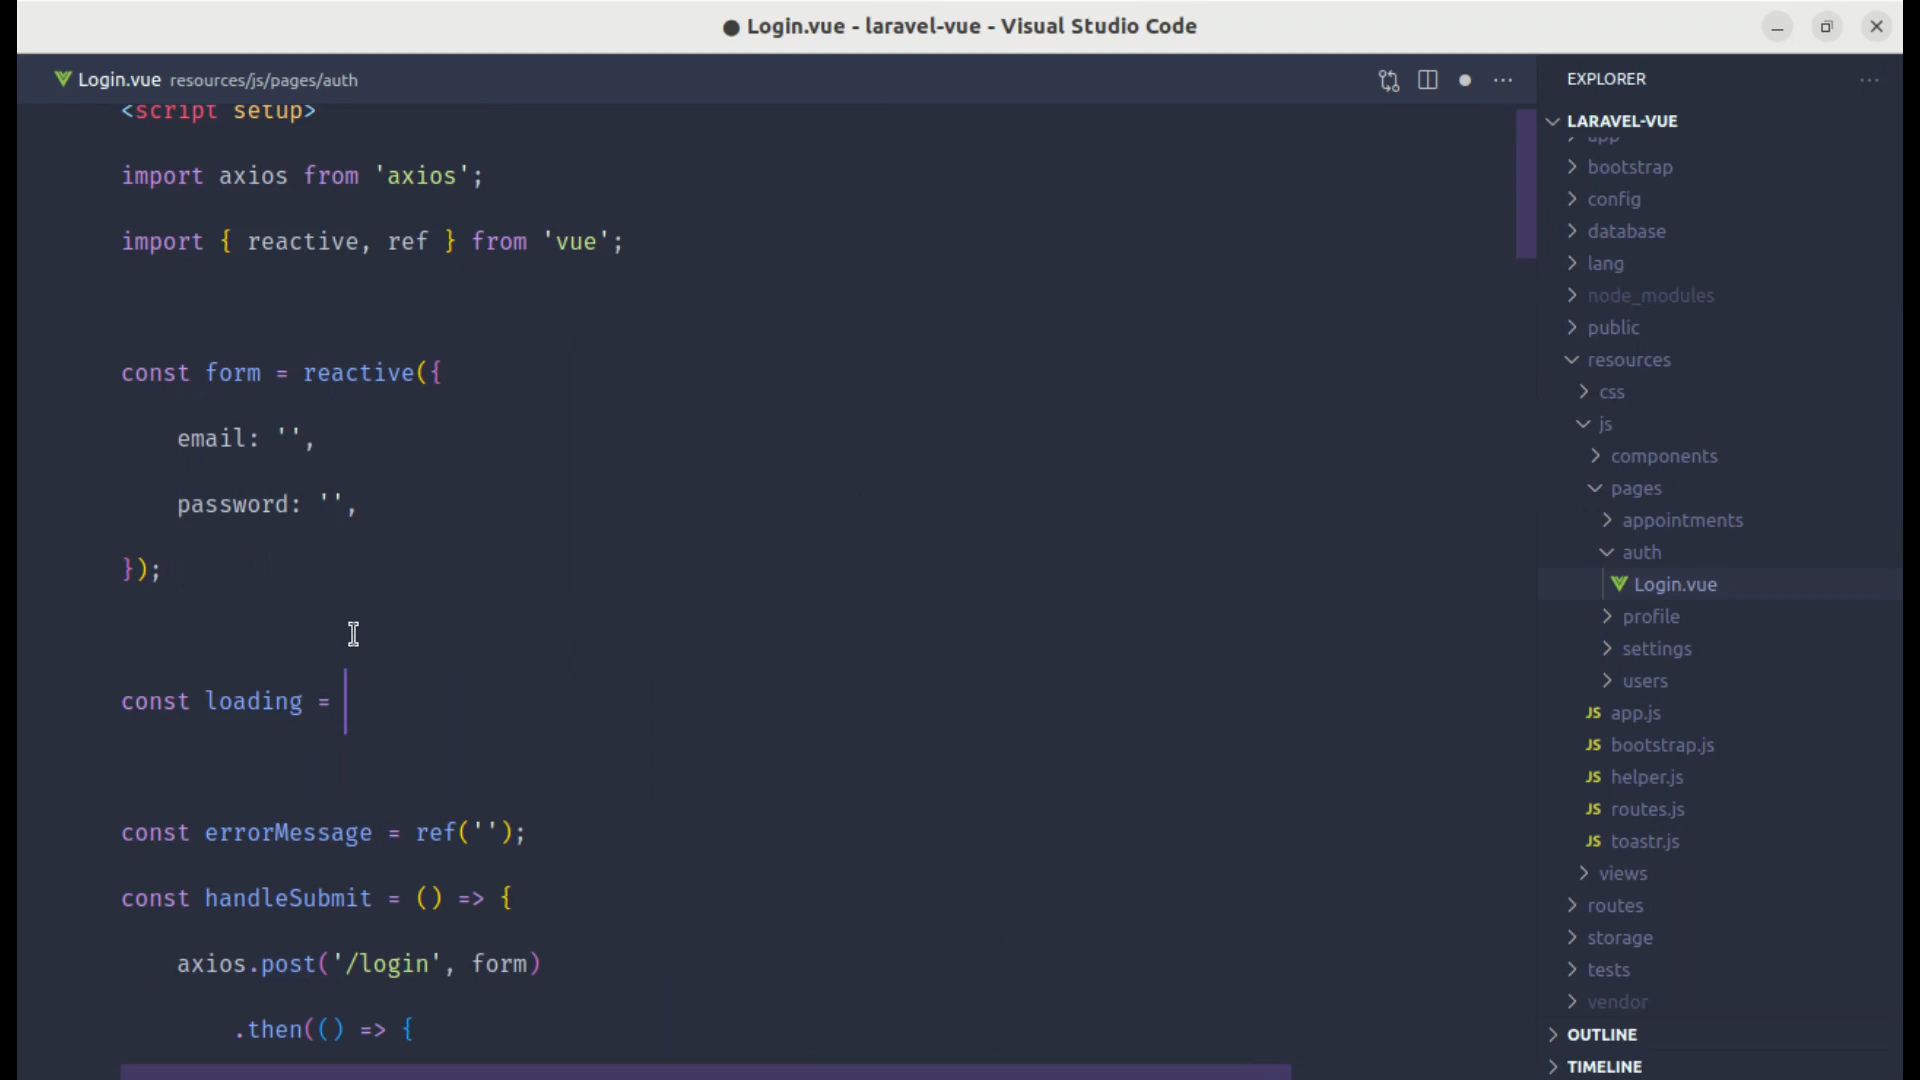 ● Login.vue - laravel-vue - Visual Studio Code
Login.vue resources/js/pages/auth
<script setup>
import axios from 'axios';
import { reactive, ref } from 'vue';
const form = reactive({
    email: '',
    password: '',
});
const loading =
const errorMessage = ref('');
const handleSubmit = () => {
    axios.post('/login', form)
        .then(() => {
EXPLORER
LARAVEL-VUE
app
bootstrap
config
database
lang
node_modules
public
resources
css
js
components
pages
appointments
auth
Login.vue
profile
settings
users
JS app.js
JS bootstrap.js
JS helper.js
JS routes.js
JS toastr.js
views
routes
storage
tests
vendor
OUTLINE
TIMELINE